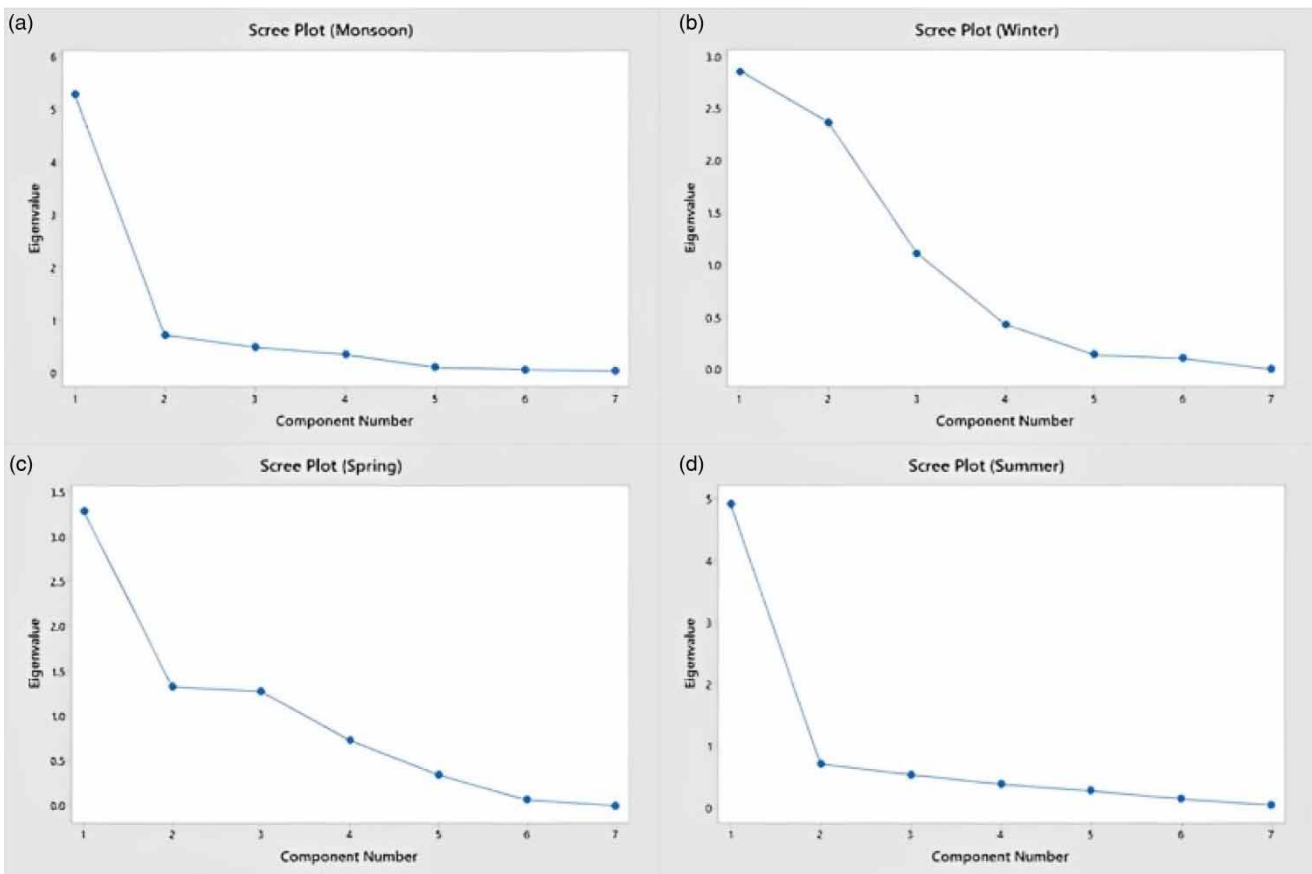 (a)
Scree Plot (Monsoon)
6
5
4
3
2
1
0
Eigenvalue
1 2 3 4 5 6 7
Component Number
(b)
Scree Plot (Winter)
3.0
2.5
2.0
1.5
1.0
0.5
0.0
Eigenvalue
1 2 3 4 5 6 7
Component Number
(c)
Scree Plot (Spring)
3.5
3.0
2.5
2.0
1.5
1.0
0.5
0.0
Eigenvalue
1 2 3 4 5 6 7
Component Number
(d)
Scree Plot (Summer)
5
4
3
2
1
0
Eigenvalue
1 2 3 4 5 6 7
Component Number